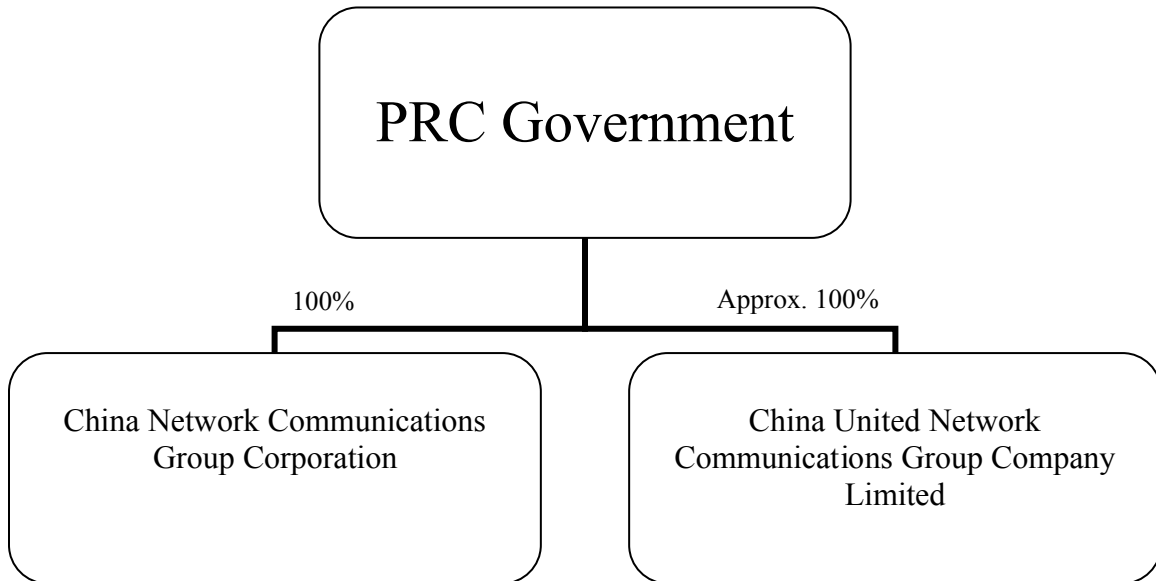 PRC Government
100%
Approx. 100%
China Network Communications
Group Corporation
China United Network
Communications Group Company
Limited